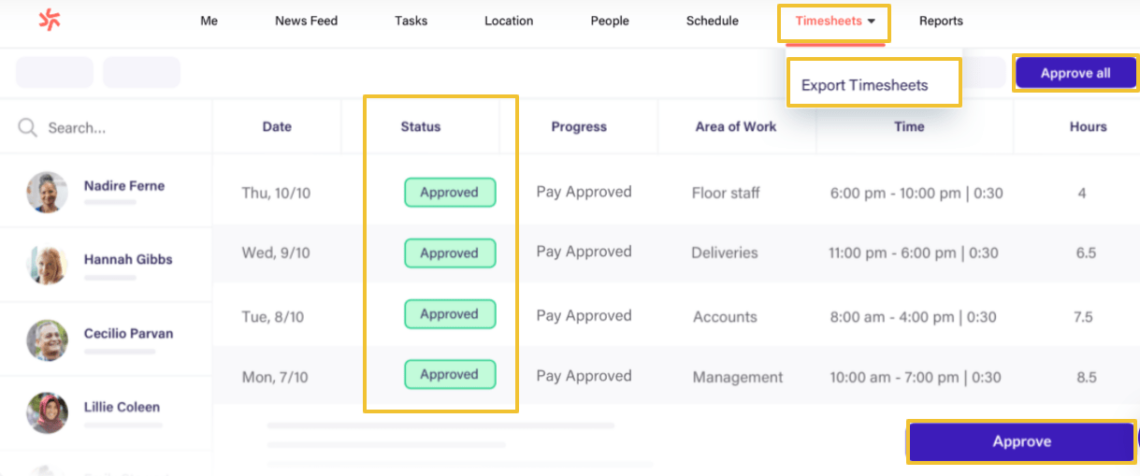 Me News Feed Tasks Location People Schedule Timesheets Reports
Export Timesheets
Approve all
Search... Date Status Progress Area of Work Time Hours
Nadire Ferne Thu, 10/10 Approved Pay Approved Floor staff 6:00 pm - 10:00 pm | 0:30 4
Hannah Gibbs Wed, 9/10 Approved Pay Approved Deliveries 11:00 pm - 6:00 pm | 0:30 6.5
Cecilio Parvan Tue, 8/10 Approved Pay Approved Accounts 8:00 am - 4:00 pm | 0:30 7.5
Lillie Coleen Mon, 7/10 Approved Pay Approved Management 10:00 am - 7:00 pm | 0:30 8.5
Approve